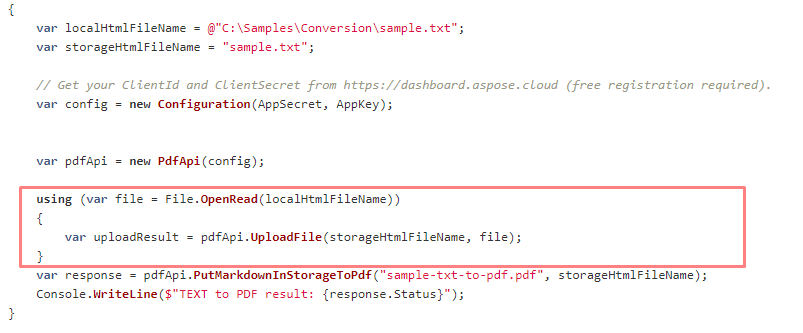 {
var localHtmlFileName = @"C:\Samples\Conversion\sample.txt";
var storageHtmlFileName = "sample.txt";
// Get your ClientId and ClientSecret from https://dashboard.aspose.cloud (free registration required).
var config = new Configuration(AppSecret, AppKey);
var pdfApi = new PdfApi(config);
using (var file = File.OpenRead(localHtmlFileName))
{
var uploadResult = pdfApi.UploadFile(storageHtmlFileName, file);
}
var response = pdfApi.PutMarkdownInStorageToPdf("sample-txt-to-pdf.pdf", storageHtmlFileName);
Console.WriteLine($"TEXT to PDF result: {response.Status}");
}